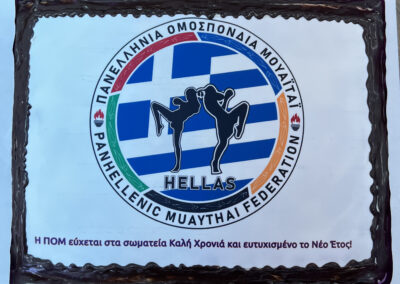 ΠΑΝΕΛΛΗΝΙΑ ΟΜΟΣΠΟΝΔΙΑ ΜΟΥΑΪΤΑΪ
HELLAS
PANHELLENIC MUAYTHAI FEDERATION
Η ΠΟΜ εύχεται στα σωματεία Καλή Χρονιά και ευτυχισμένο το Νέο Έτος!